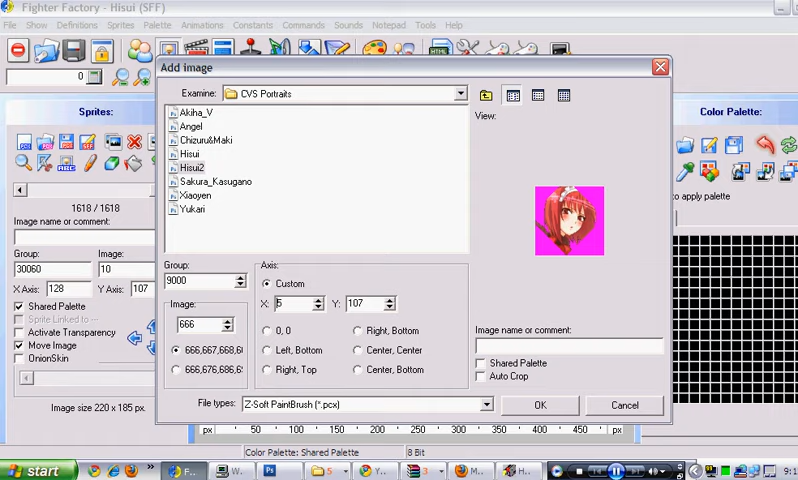 Fighter Factory - Hisui (SFF)
File Show Definitions Sprites Palette Animations Constants Commands Sounds Notepad Tools Help
0
Add image
Examine: CVS Portraits
View:
Akiha_V
Angel
Chizuru&Maki
Hisui
Hisui2
Sakura_Kasugano
Xiaoyen
Yukari
Sprites:
1618 / 1618
Image name or comment:
Group: Image:
30060 10
X Axis: 128 Y Axis: 107
Shared Palette
Sprite Linked to --
Activate Transparency
Move Image
OnionSkin
Image size 220 x 185 px.
Group:
9000
Image:
666
666,667,668,6
666,676,686,6
Axis:
Custom
X: 5 Y: 107
0, 0 Right, Bottom
Left, Bottom Center, Center
Right, Top Center, Bottom
Image name or comment:
Shared Palette
Auto Crop
File types: Z-Soft PaintBrush (*.pcx)
OK Cancel
Color Palette:
to apply palette
px 50 100 150 200 250 300 350 400 450 px
Color Palette: Shared Palette 8 Bit
start F... W... 5 Y... 3 M... H... 9:1